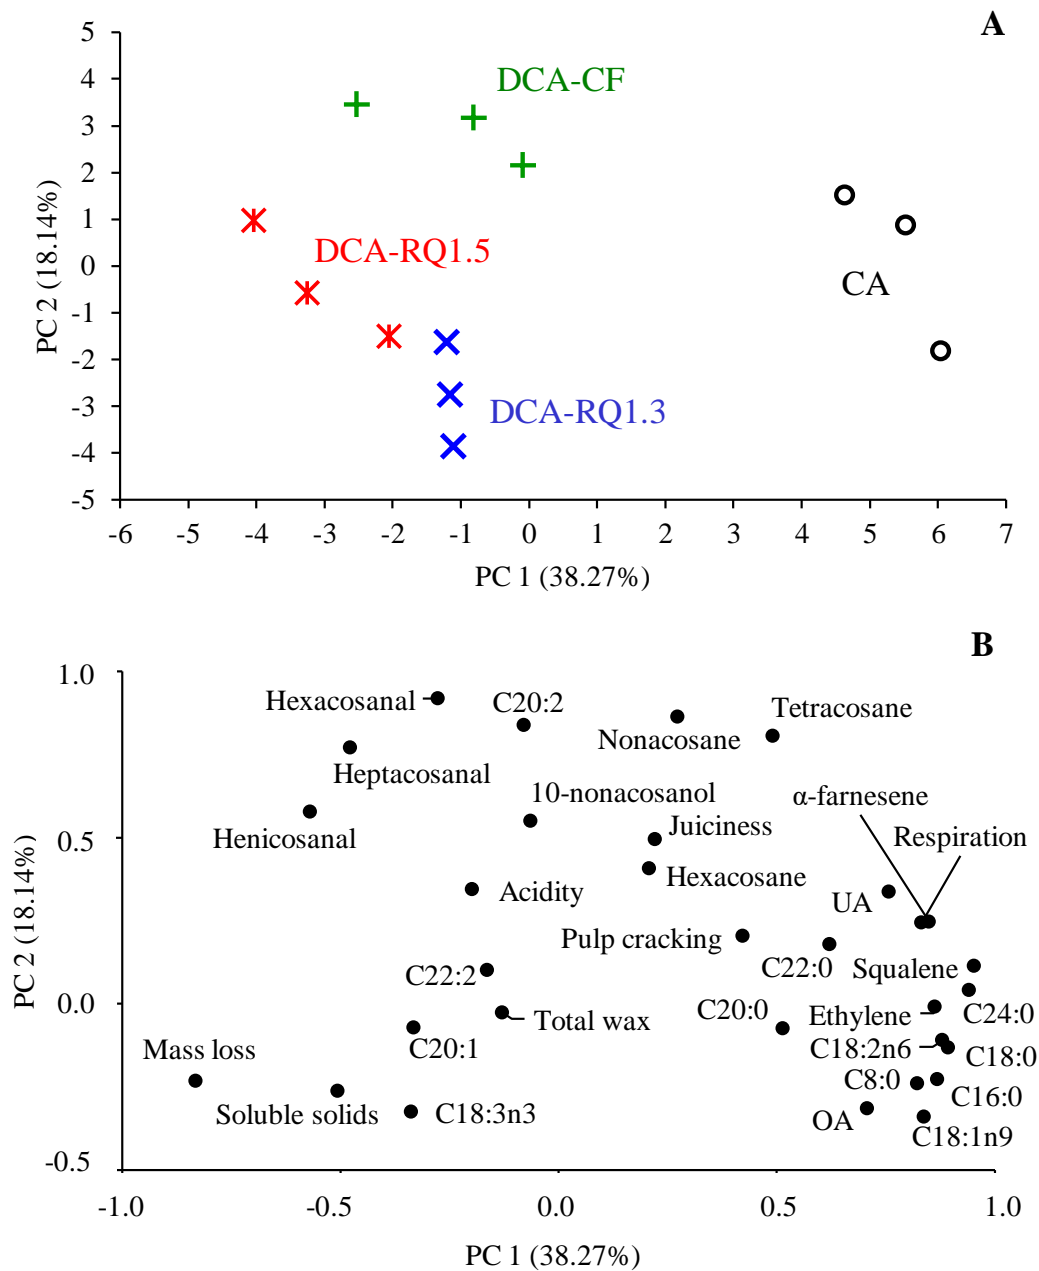 A
5
4
3
2
1
0
-1
-2
-3
-4
-5
PC 2 (18.14%)
DCA-CF
DCA-RQ1.5
CA
DCA-RQ1.3
-6 -5 -4 -3 -2 -1 0 1 2 3 4 5 6 7
PC 1 (38.27%)
B
1.0
0.5
0.0
-0.5
PC 2 (18.14%)
Hexacosanal
C20:2
Tetracosane
Nonacosane
Heptacosanal
10-nonacosanol
α-farnesene
Juiciness
Respiration
Henicosanal
Hexacosane
Acidity
UA
Pulp cracking
C22:0
Squalene
C22:2
C20:0
Ethylene
C24:0
Total wax
C20:1
C18:2n6
C18:0
Mass loss
C8:0
C16:0
Soluble solids
C18:3n3
OA
C18:1n9
-1.0 -0.5 0.0 0.5 1.0
PC 1 (38.27%)